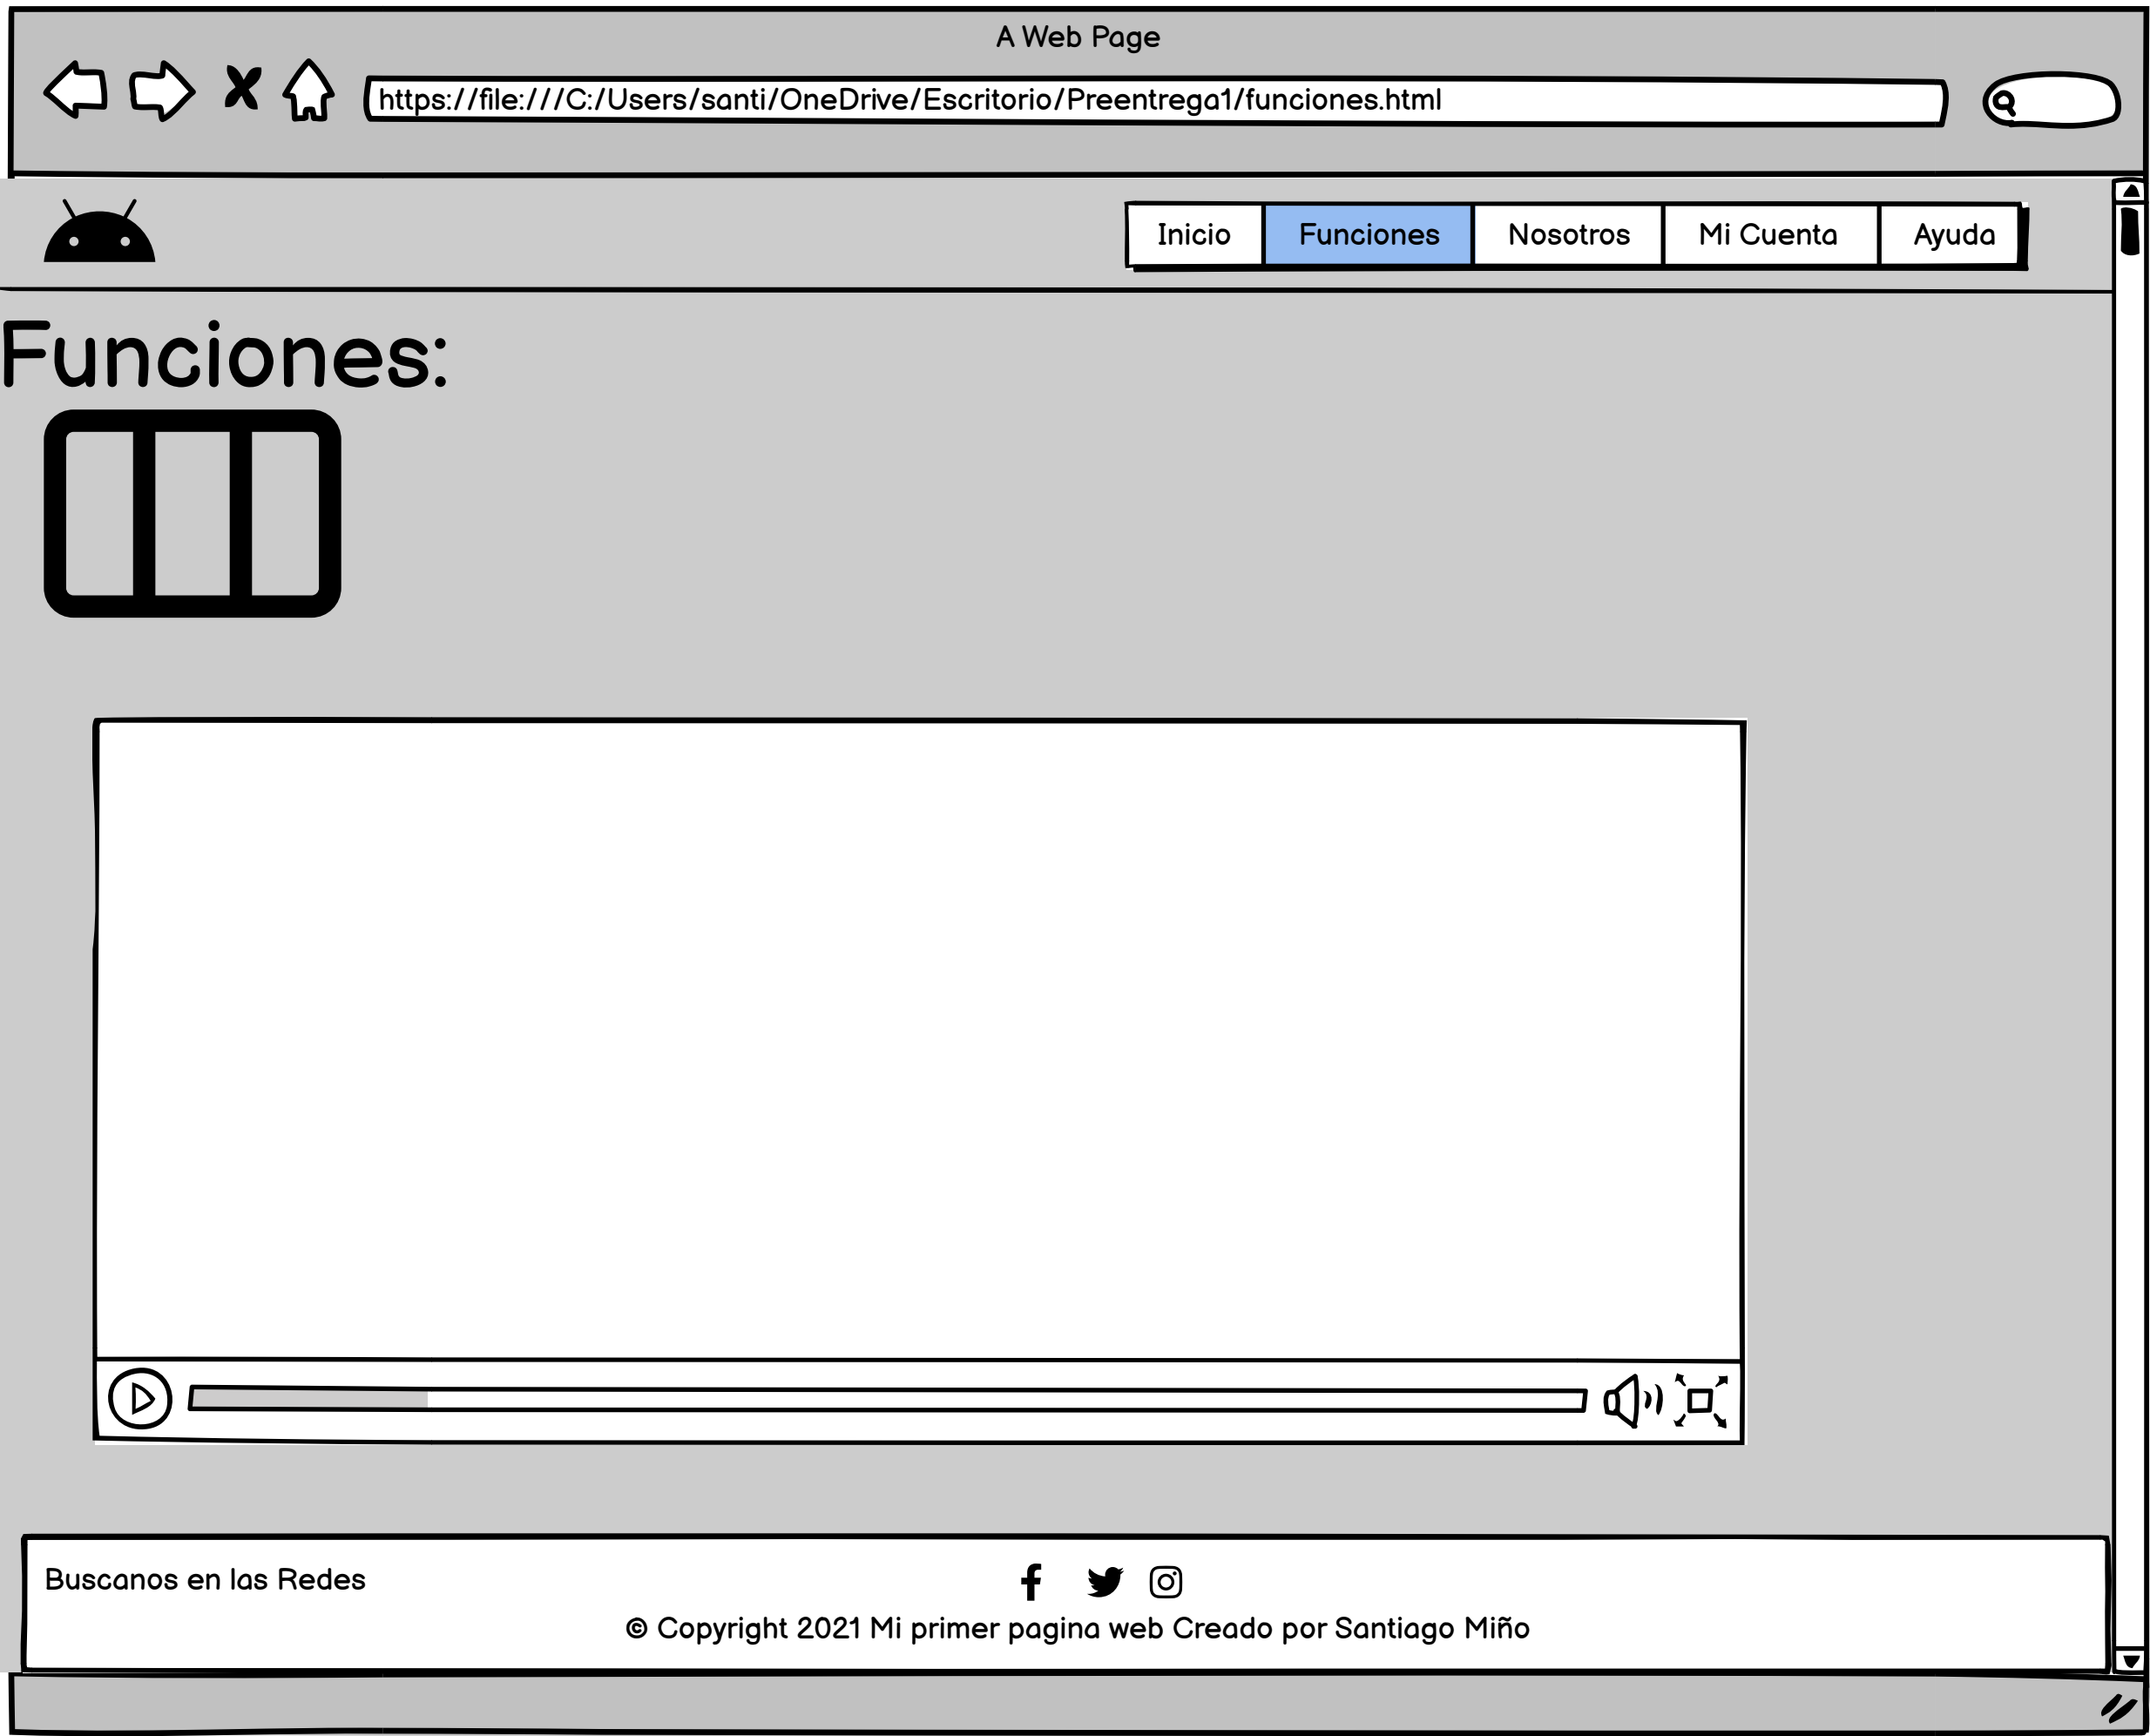 A Web Page
https://file:///C:/Users/santi/OneDrive/Escritorio/Preentrega1/funciones.html
Inicio Funciones Nosotros Mi Cuenta Ayuda
Funciones:
Buscanos en las Redes
© Copyright 2021 Mi primer pagina web Creado por Santiago Miño